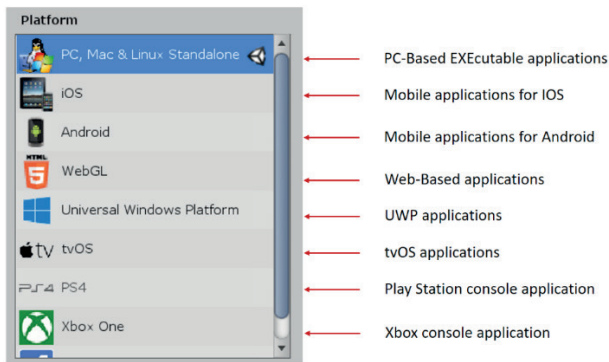 Platform
PC, Mac & Linux Standalone
PC-Based EXEcutable applications
iOS
Mobile applications for IOS
Android
Mobile applications for Android
HTML
5
WebGL
Web-Based applications
Universal Windows Platform
UWP applications
tv tvOS
tvOS applications
PS4 PS4
Play Station console application
Xbox One
Xbox console application